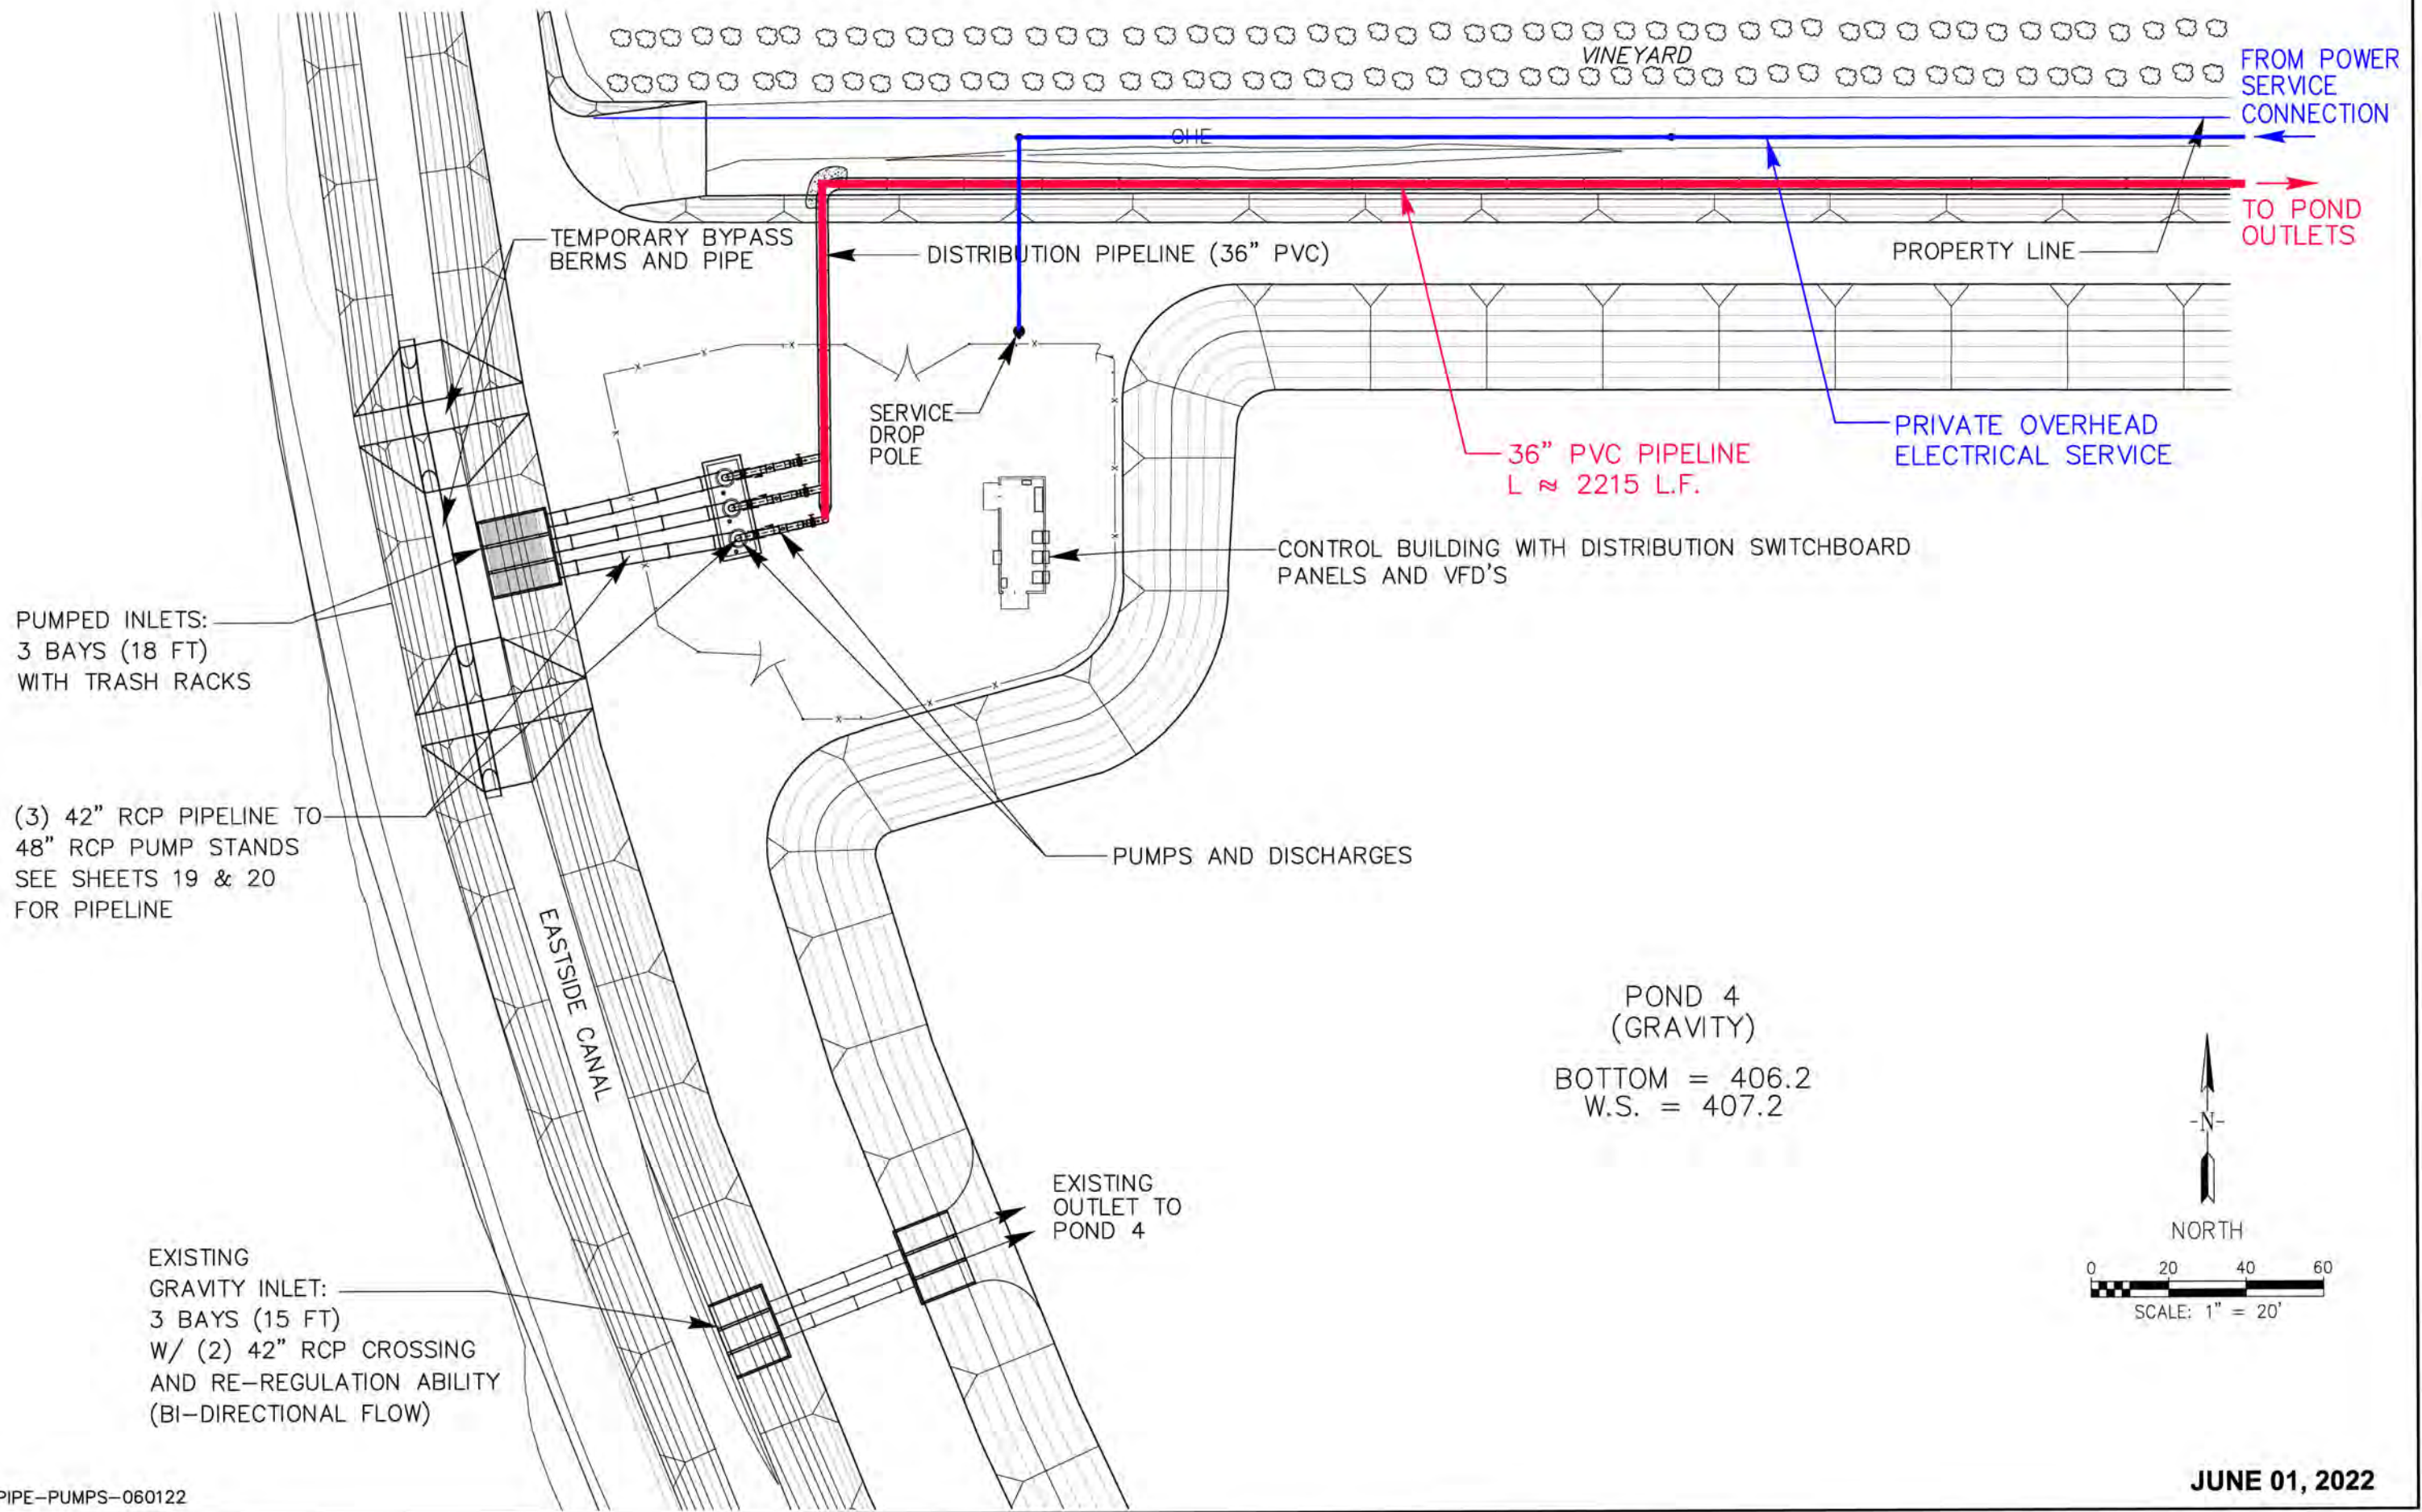 VINEYARD
FROM POWER
SERVICE
CONNECTION
OHE
TO POND
OUTLETS
TEMPORARY BYPASS
BERMS AND PIPE
DISTRIBUTION PIPELINE (36" PVC)
PROPERTY LINE
SERVICE
DROP
POLE
36" PVC PIPELINE
L ≈ 2215 L.F.
PRIVATE OVERHEAD
ELECTRICAL SERVICE
CONTROL BUILDING WITH DISTRIBUTION SWITCHBOARD
PANELS AND VFD'S
PUMPED INLETS:
3 BAYS (18 FT)
WITH TRASH RACKS
(3) 42" RCP PIPELINE TO
48" RCP PUMP STANDS
SEE SHEETS 19 & 20
FOR PIPELINE
PUMPS AND DISCHARGES
EASTSIDE CANAL
POND 4
(GRAVITY)
BOTTOM = 406.2
W.S. = 407.2
EXISTING
OUTLET TO
POND 4
EXISTING
GRAVITY INLET:
3 BAYS (15 FT)
W/ (2) 42" RCP CROSSING
AND RE-REGULATION ABILITY
(BI-DIRECTIONAL FLOW)
-N-
NORTH
0 20 40 60
SCALE: 1" = 20'
JUNE 01, 2022
PIPE-PUMPS-060122